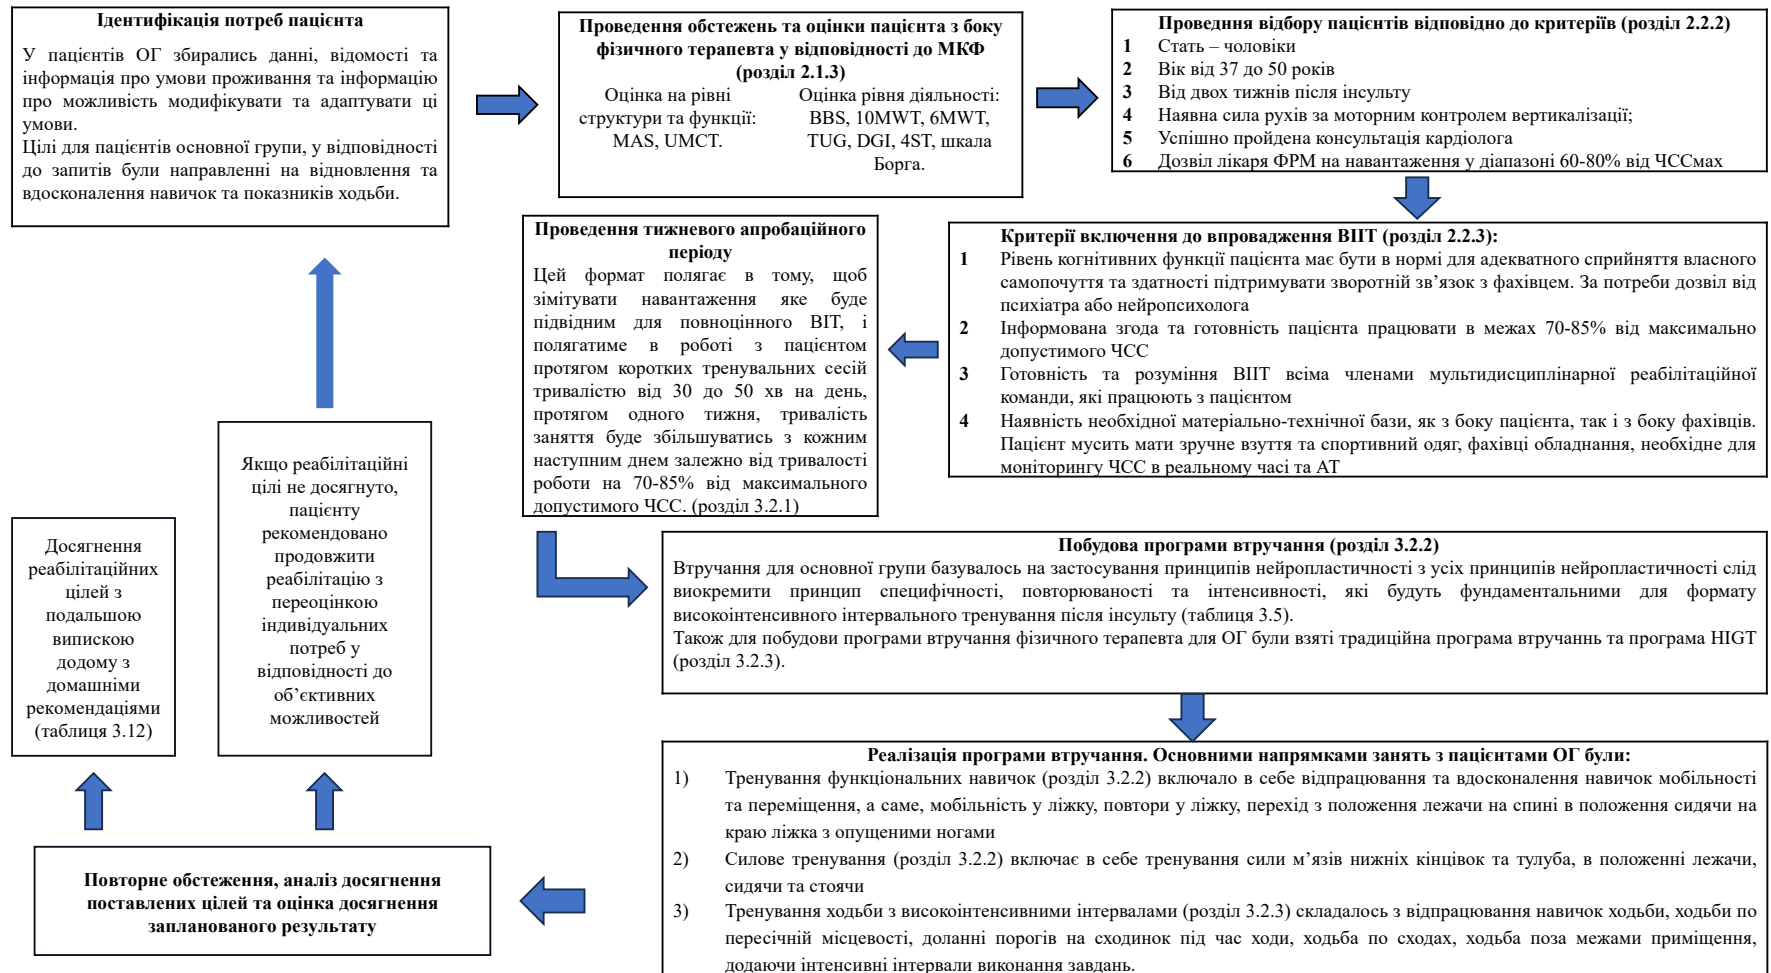 Ідентифікація потреб пацієнта
У пацієнтів ОГ збирались данні, відомості та
інформація про умови проживання та інформацію
про можливість модифікувати та адаптувати ці
умови.
Цілі для пацієнтів основної групи, у відповідності
до запитів були направленні на відновлення та
вдосконалення навичок та показників ходьби.
Проведення обстежень та оцінки пацієнта з боку
фізичного терапевта у відповідності до МКФ
(розділ 2.1.3)
Оцінка на рівні
структури та функції:
MAS, UMCT.
Оцінка рівня діяльності:
BBS, 10MWT, 6MWT,
TUG, DGI, 4ST, шкала
Борга.
Проведння відбору пацієнтів відповідно до критеріїв (розділ 2.2.2)
1 Стать – чоловіки
2 Вік від 37 до 50 років
3 Від двох тижнів після інсульту
4 Наявна сила рухів за моторним контролем вертикалізації;
5 Успішно пройдена консультація кардіолога
6 Дозвіл лікаря ФРМ на навантаження у діапазоні 60-80% від ЧССмах
Критерії включення до впровадження ВІІТ (розділ 2.2.3):
1 Рівень когнітивних функції пацієнта має бути в нормі для адекватного сприйняття власного
самопочуття та здатності підтримувати зворотній зв’язок з фахівцем. За потреби дозвіл від
психіатра або нейропсихолога
2 Інформована згода та готовність пацієнта працювати в межах 70-85% від максимально
допустимого ЧСС
3 Готовність та розуміння ВІІТ всіма членами мультидисциплінарної реабілітаційної
команди, які працюють з пацієнтом
4 Наявність необхідної матеріально-технічної бази, як з боку пацієнта, так і з боку фахівців.
Пацієнт мусить мати зручне взуття та спортивний одяг, фахівці обладнання, необхідне для
моніторингу ЧСС в реальному часі та АТ
Проведення тижневого апробаційного
періоду
Цей формат полягає в тому, щоб
зімітувати навантаження яке буде
підвідним для повноцінного ВІТ, і
полягатиме в роботі з пацієнтом
протягом коротких тренувальних сесій
тривалістю від 30 до 50 хв на день,
протягом одного тижня, тривалість
заняття буде збільшуватись з кожним
наступним днем залежно від тривалості
роботи на 70-85% від максимального
допустимого ЧСС. (розділ 3.2.1)
Побудова програми втручання (розділ 3.2.2)
Втручання для основної групи базувалось на застосування принципів нейропластичності з усіх принципів нейропластичності слід
виокремити принцип специфічності, повторюваності та інтенсивності, які будуть фундаментальними для формату
високоінтенсивного інтервального тренування після інсульту (таблиця 3.5).
Також для побудови програми втручання фізичного терапевта для ОГ були взяті традиційна програма втручаннь та програма HIGT
(розділ 3.2.3).
Реалізація програми втручання. Основними напрямками занять з пацієнтами ОГ були:
1) Тренування функціональних навичок (розділ 3.2.2) включало в себе відпрацювання та вдосконалення навичок мобільності
та переміщення, а саме, мобільність у ліжку, повтори у ліжку, перехід з положення лежачи на спині в положення сидячи на
краю ліжка з опущеними ногами
2) Силове тренування (розділ 3.2.2) включає в себе тренування сили м’язів нижніх кінцівок та тулуба, в положенні лежачи,
сидячи та стоячи
3) Тренування ходьби з високоінтенсивними інтервалами (розділ 3.2.3) складалось з відпрацювання навичок ходьби, ходьби по
пересічній місцевості, доланні порогів на сходинок під час ходи, ходьба по сходах, ходьба поза межами приміщення,
додаючи інтенсивні інтервали виконання завдань.
Повторне обстеження, аналіз досягнення
поставлених цілей та оцінка досягнення
запланованого результату
Досягнення
реабілітаційних
цілей з
подальшою
випискою
додому з
домашніми
рекомендаціями
(таблиця 3.12)
Якщо реабілітаційні
цілі не досягнуто,
пацієнту
рекомендовано
продовжити
реабілітацію з
переоцінкою
індивідуальних
потреб у
відповідності до
об’єктивних
можливостей